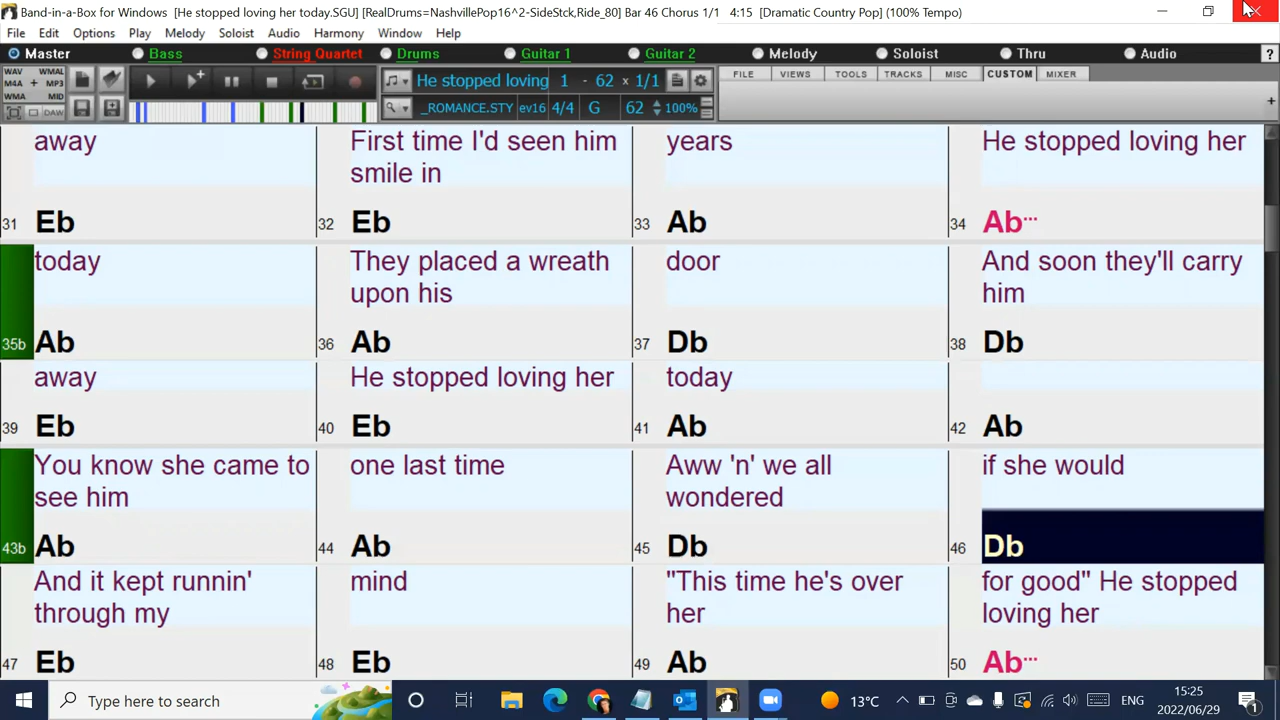 Band-in-a-Box for Windows [He stopped loving her today.SGU] [RealDrums=NashvillePop16^2-SideStck,Ride_80] Bar 46 Chorus 1/1 4:15 [Dramatic Country Pop] (100% Tempo)
File Edit Options Play Melody Soloist Audio Harmony Window Help
Master Bass String Quartet Drums Guitar 1 Guitar 2 Melody Soloist Thru Audio ?
WAV WMAL
M4A + MP3
WMA MID
DAW
He stopped loving 1 - 62 x 1/1
_ROMANCE.STY ev16 4/4 G 62 100%
FILE VIEWS TOOLS TRACKS MISC CUSTOM MIXER
+
away First time I'd seen him years He stopped loving her
smile in
31 Eb 32 Eb 33 Ab 34 Ab...
today They placed a wreath door And soon they'll carry
upon his him
35b Ab 36 Ab 37 Db 38 Db
away He stopped loving her today
39 Eb 40 Eb 41 Ab 42 Ab
You know she came to one last time Aww 'n' we all if she would
see him wondered
43b Ab 44 Ab 45 Db 46 Db
And it kept runnin' mind "This time he's over for good" He stopped
through my her loving her
47 Eb 48 Eb 49 Ab 50 Ab...
Type here to search 13°C ENG 15:25
2022/06/29 1